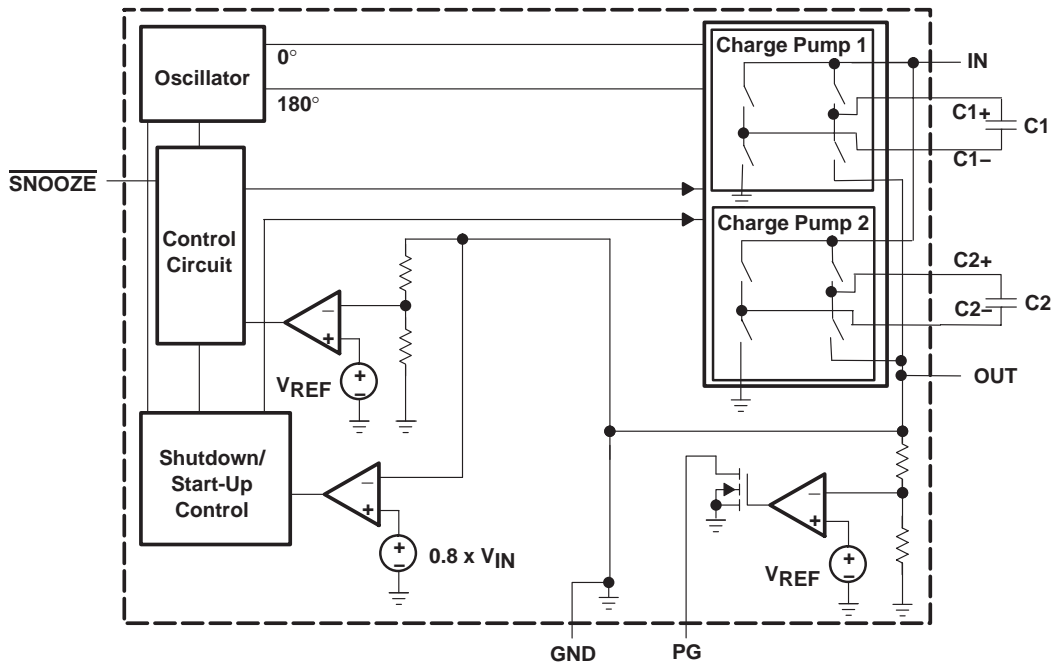 Oscillator
0°
180°
Charge Pump 1
IN
C1+
C1
C1−
SNOOZE
Control
Circuit
Charge Pump 2
C2+
C2−
C2
−
+
+
−
VREF
OUT
Shutdown/
Start-Up
Control
−
+
+
−
0.8 x VIN
−
+
+
−
VREF
GND
PG